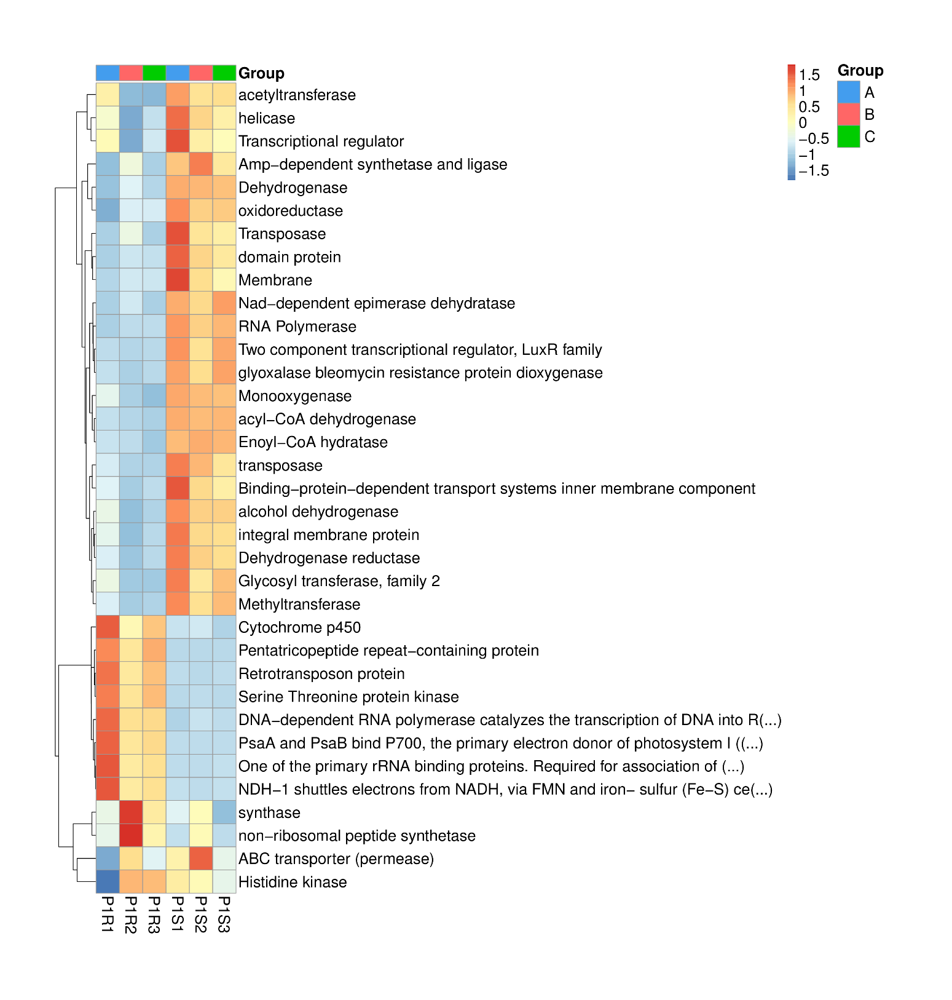 Group
acetyltransferase
helicase
Transcriptional regulator
Amp−dependent synthetase and ligase
Dehydrogenase
oxidoreductase
Transposase
domain protein
Membrane
Nad−dependent epimerase dehydratase
RNA Polymerase
Two component transcriptional regulator, LuxR family
glyoxalase bleomycin resistance protein dioxygenase
Monooxygenase
acyl−CoA dehydrogenase
Enoyl−CoA hydratase
transposase
Binding−protein−dependent transport systems inner membrane component
alcohol dehydrogenase
integral membrane protein
Dehydrogenase reductase
Glycosyl transferase, family 2
Methyltransferase
Cytochrome p450
Pentatricopeptide repeat−containing protein
Retrotransposon protein
Serine Threonine protein kinase
DNA−dependent RNA polymerase catalyzes the transcription of DNA into R(...)
PsaA and PsaB bind P700, the primary electron donor of photosystem I ((...)
One of the primary rRNA binding proteins. Required for association of (...)
NDH−1 shuttles electrons from NADH, via FMN and iron− sulfur (Fe−S) ce(...)
synthase
non−ribosomal peptide synthetase
ABC transporter (permease)
Histidine kinase
P1R1
P1R2
P1R3
P1S1
P1S2
P1S3
1.5
1
0.5
0
−0.5
−1
−1.5
Group
A
B
C